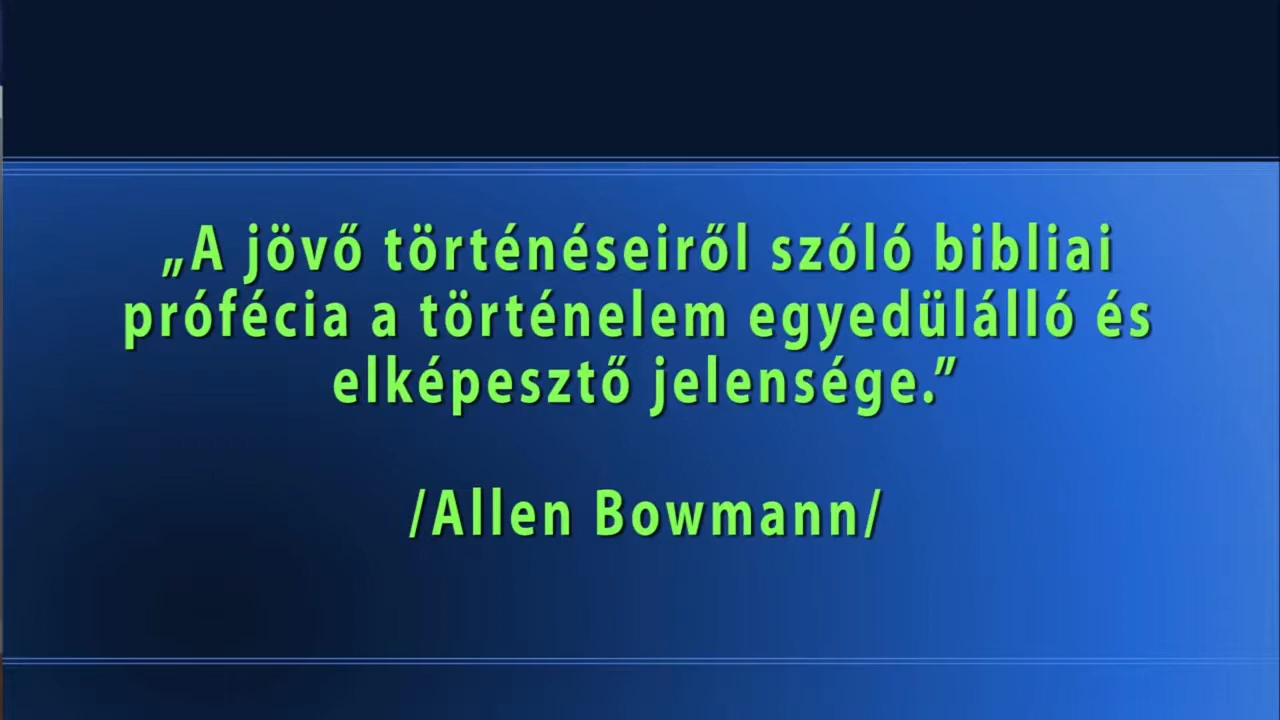 „A jövő történéseiről szóló bibliai
prófécia a történelem egyedülálló és
elképesztő jelensége.”
/Allen Bowmann/